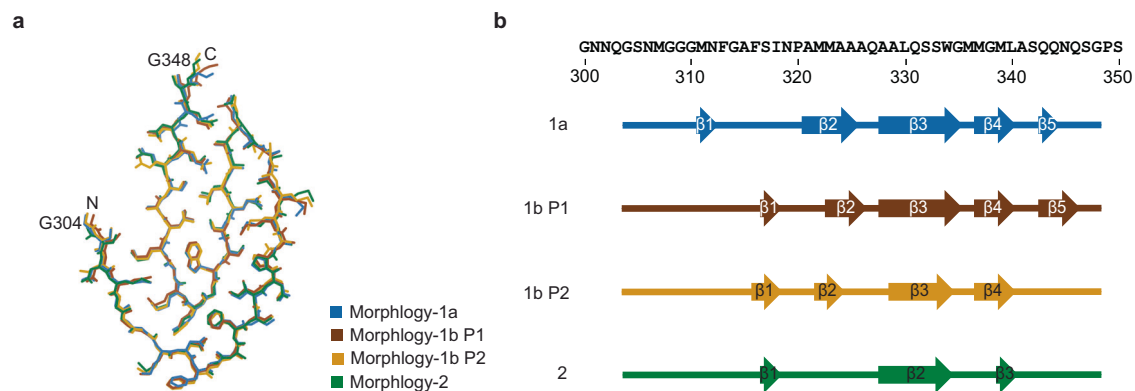 a
G348 C
N
G304
Morphlogy-1a
Morphlogy-1b P1
Morphlogy-1b P2
Morphlogy-2
b
GNNQGSNMGGGMNFGAFSINPAMMAAAQAALQSSWGMMGMLASQQNQSGPS
300 310 320 330 340 350
1a β1 β2 β3 β4 β5
1b P1 β1 β2 β3 β4 β5
1b P2 β1 β2 β3 β4
2 β1 β2 β3